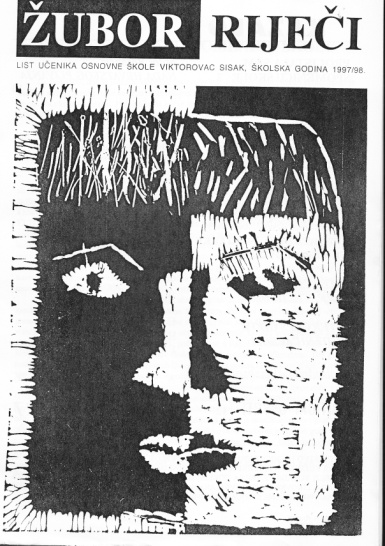 ŽUBOR RIJEČI
LIST UČENIKA OSNOVNE ŠKOLE VIKTOROVAC SISAK, ŠKOLSKA GODINA 1997/98.